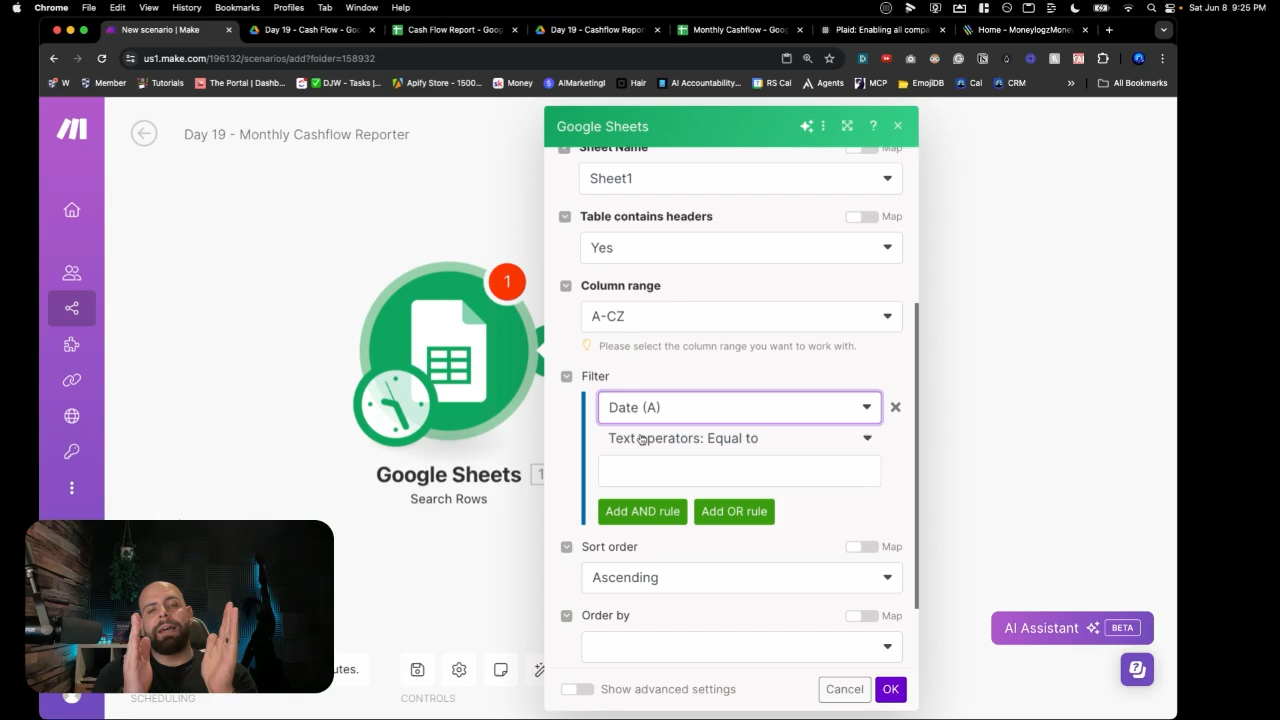 Chrome File Edit View History Bookmarks Profiles Tab Window Help
Sat Jun 8 9:25 PM
New scenario | Make
Day 19 - Cash Flow - Goo
Cash Flow Report - Goog
Day 19 - Cashflow Repor
Monthly Cashflow - Goog
Plaid: Enabling all comp
Home - MoneylogzMoney
us1.make.com/196132/scenarios/add?folder=158932
W
Member
Tutorials
The Portal | Dashb...
DJW - Tasks |...
Apify Store - 1500...
Money
AIMarketingl
Hair
AI Accountability...
RS Cal
Agents
MCP
EmojiDB
Cal
CRM
All Bookmarks
Day 19 - Monthly Cashflow Reporter
Google Sheets
Sheet Name
Map
Sheet1
Table contains headers
Map
Yes
Column range
A-CZ
Please select the column range you want to work with.
Filter
Date (A)
Text operators: Equal to
Add AND rule
Add OR rule
Sort order
Map
Ascending
Order by
Map
Show advanced settings
Cancel
OK
1
Google Sheets
1
Search Rows
utes.
SCHEDULING
CONTROLS
AI Assistant
BETA